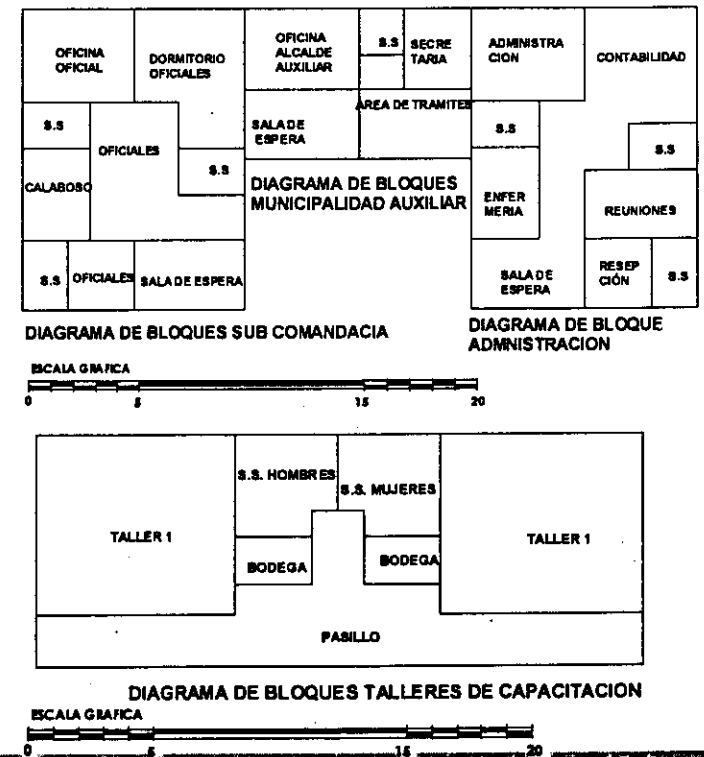 OFICINA
OFICIAL
DORMITORIO
OFICIALES
OFICINA
ALCALDE
AUXILIAR
S.S
SECRE
TARIA
ADMINISTRA
CION
CONTABILIDAD
S.S
OFICIALES
S.S
CALABOSO
SALA DE
ESPERA
AREA DE TRAMITES
S.S
S.S
ENFER
MERIA
REUNIONES
S.S
OFICIALES
SALA DE ESPERA
SALA DE
ESPERA
RESEP
CIÓN
S.S
DIAGRAMA DE BLOQUES
MUNICIPALIDAD AUXILIAR
DIAGRAMA DE BLOQUES SUB COMANDACIA
DIAGRAMA DE BLOQUE
ADMNISTRACION
ESCALA GRAFICA
0 5 15 20
S.S. HOMBRES
S.S. MUJERES
TALLER 1
BODEGA
BODEGA
TALLER 1
PASILLO
DIAGRAMA DE BLOQUES TALLERES DE CAPACITACION
ESCALA GRAFICA
0 5 15 20